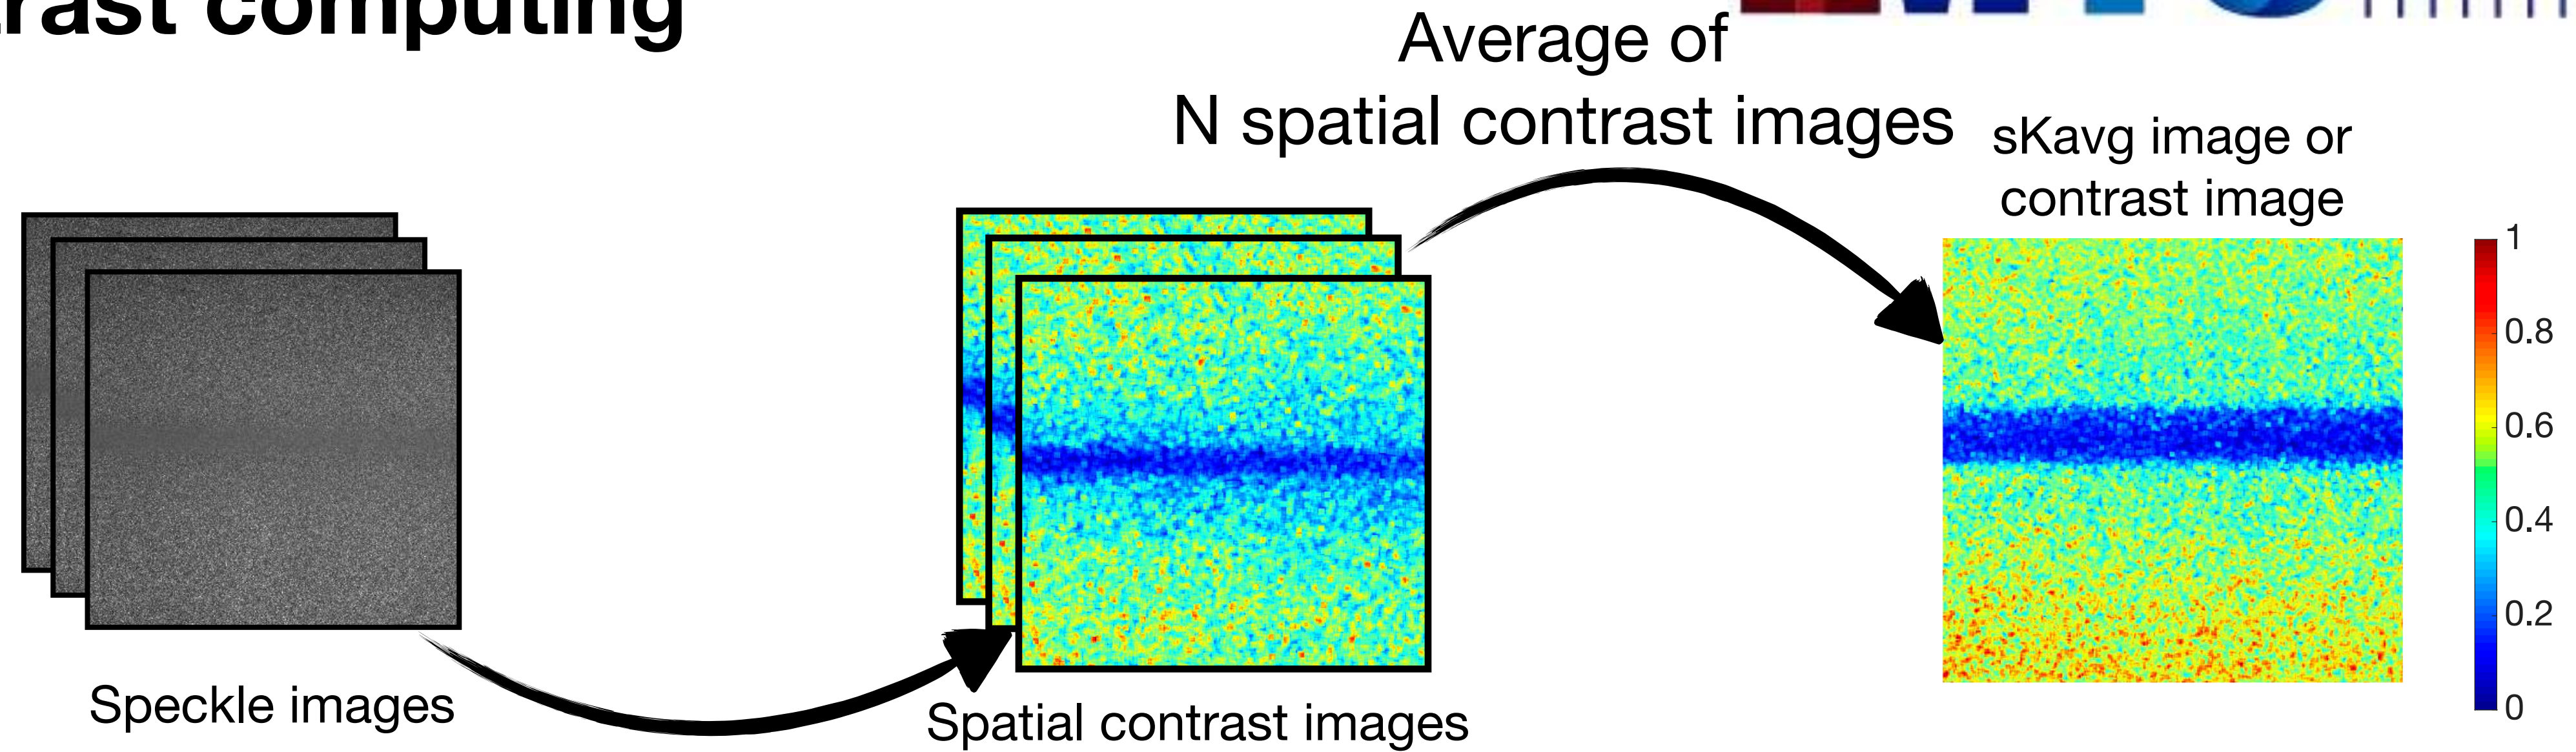 computing
Average of
N spatial contrast images
sKavg image or
contrast image
1
0.8
0.6
0.4
0.2
0
Speckle images
Spatial contrast images